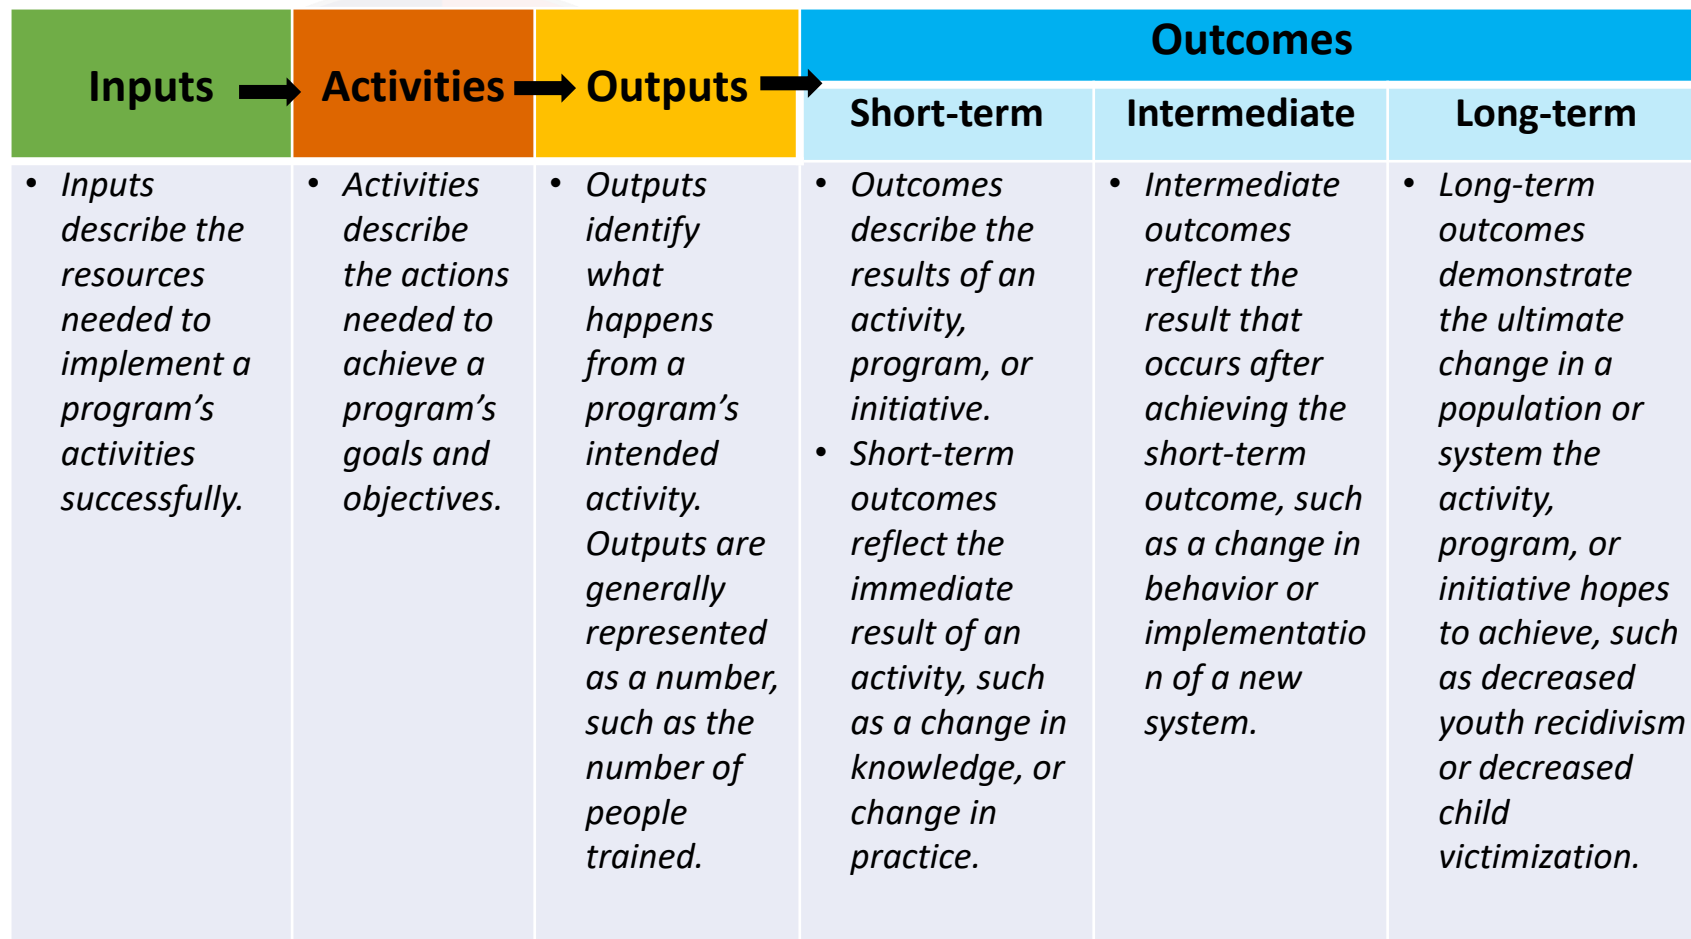 Inputs
Activities
Outputs
Outcomes
Short-term
Intermediate
Long-term
• Inputs
describe the
resources
needed to
implement a
program’s
activities
successfully.
• Activities
describe
the actions
needed to
achieve a
program’s
goals and
objectives.
• Outputs
identify
what
happens
from a
program’s
intended
activity.
Outputs are
generally
represented
as a number,
such as the
number of
people
trained.
• Outcomes
describe the
results of an
activity,
program, or
initiative.
• Short-term
outcomes
reflect the
immediate
result of an
activity, such
as a change in
knowledge, or
change in
practice.
• Intermediate
outcomes
reflect the
result that
occurs after
achieving the
short-term
outcome, such
as a change in
behavior or
implementatio
n of a new
system.
• Long-term
outcomes
demonstrate
the ultimate
change in a
population or
system the
activity,
program, or
initiative hopes
to achieve, such
as decreased
youth recidivism
or decreased
child
victimization.